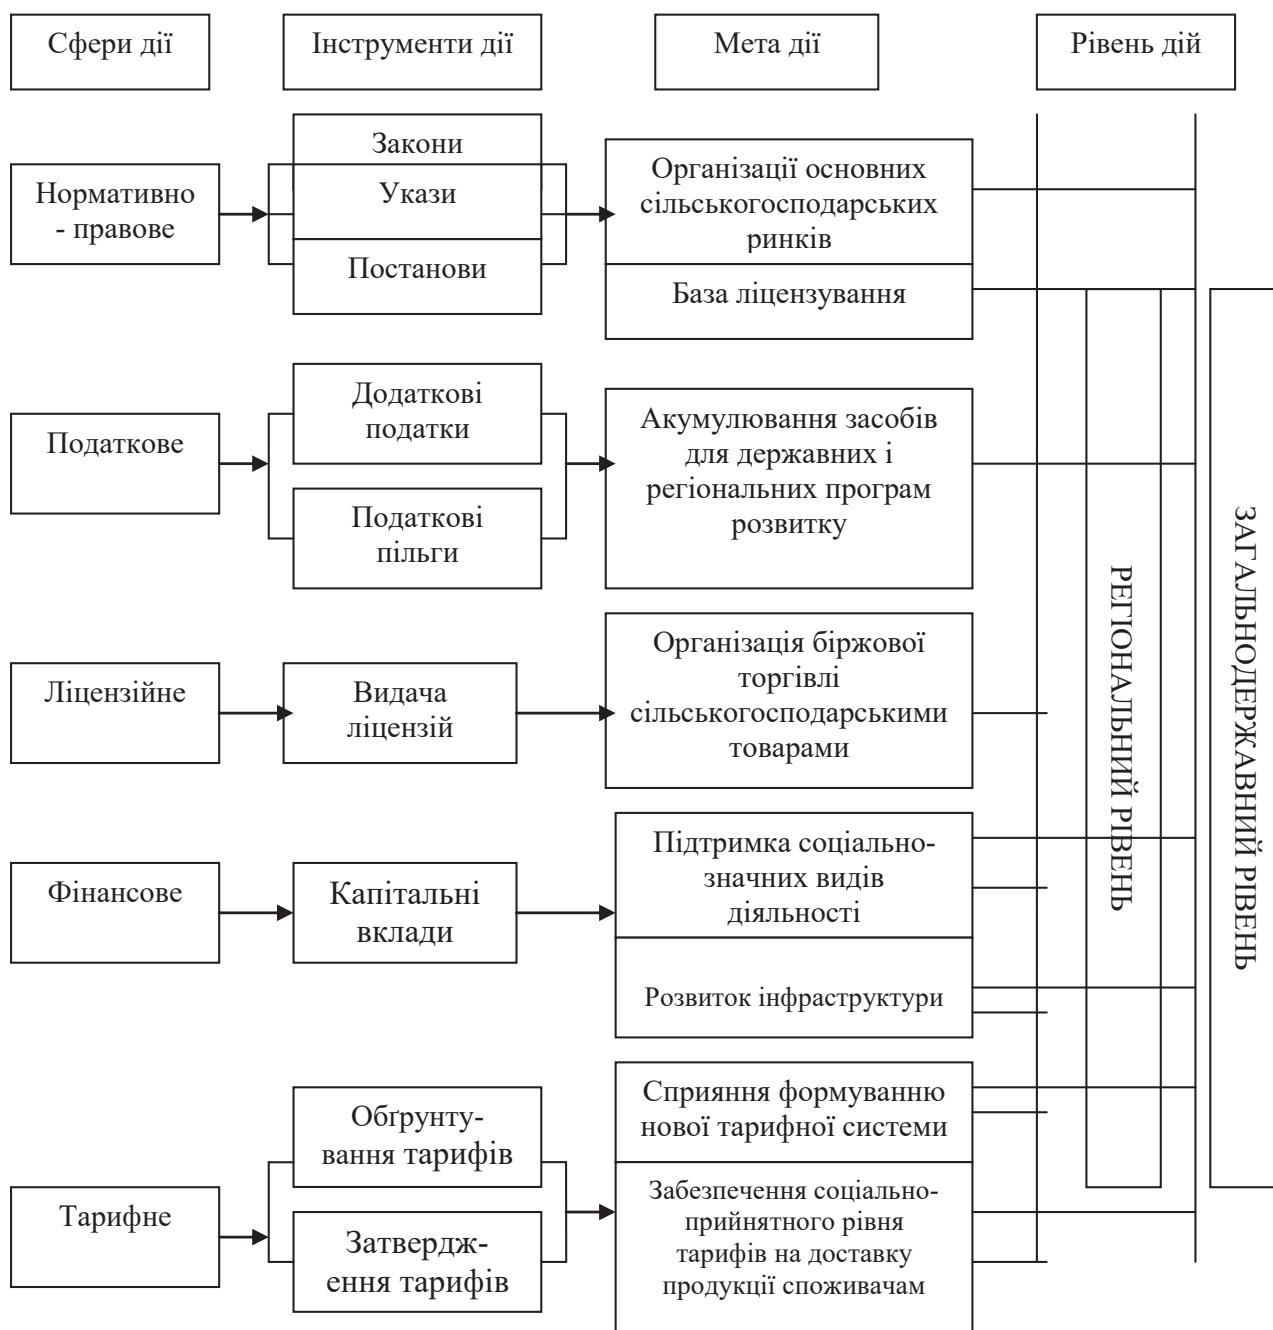 Сфери дії
Інструменти дії
Мета дії
Рівень дій
Нормативно
- правове
Закони
Укази
Постанови
Організації основних
сільськогосподарських
ринків
База ліцензування
Податкове
Додаткові
податки
Податкові
пільги
Акумулювання засобів
для державних і
регіональних програм
розвитку
Ліцензійне
Видача
ліцензій
Організація біржової
торгівлі
сільськогосподарськими
товарами
Фінансове
Капітальні
вклади
Підтримка соціально-
значних видів
діяльності
Розвиток інфраструктури
Тарифне
Обґрунту-
вання тарифів
Затвердж-
ення тарифів
Сприяння формуванню
нової тарифної системи
Забезпечення соціально-
прийнятного рівня
тарифів на доставку
продукції споживачам
РЕГІОНАЛЬНИЙ РІВЕНЬ
ЗАГАЛЬНОДЕРЖАВНИЙ РІВЕНЬ